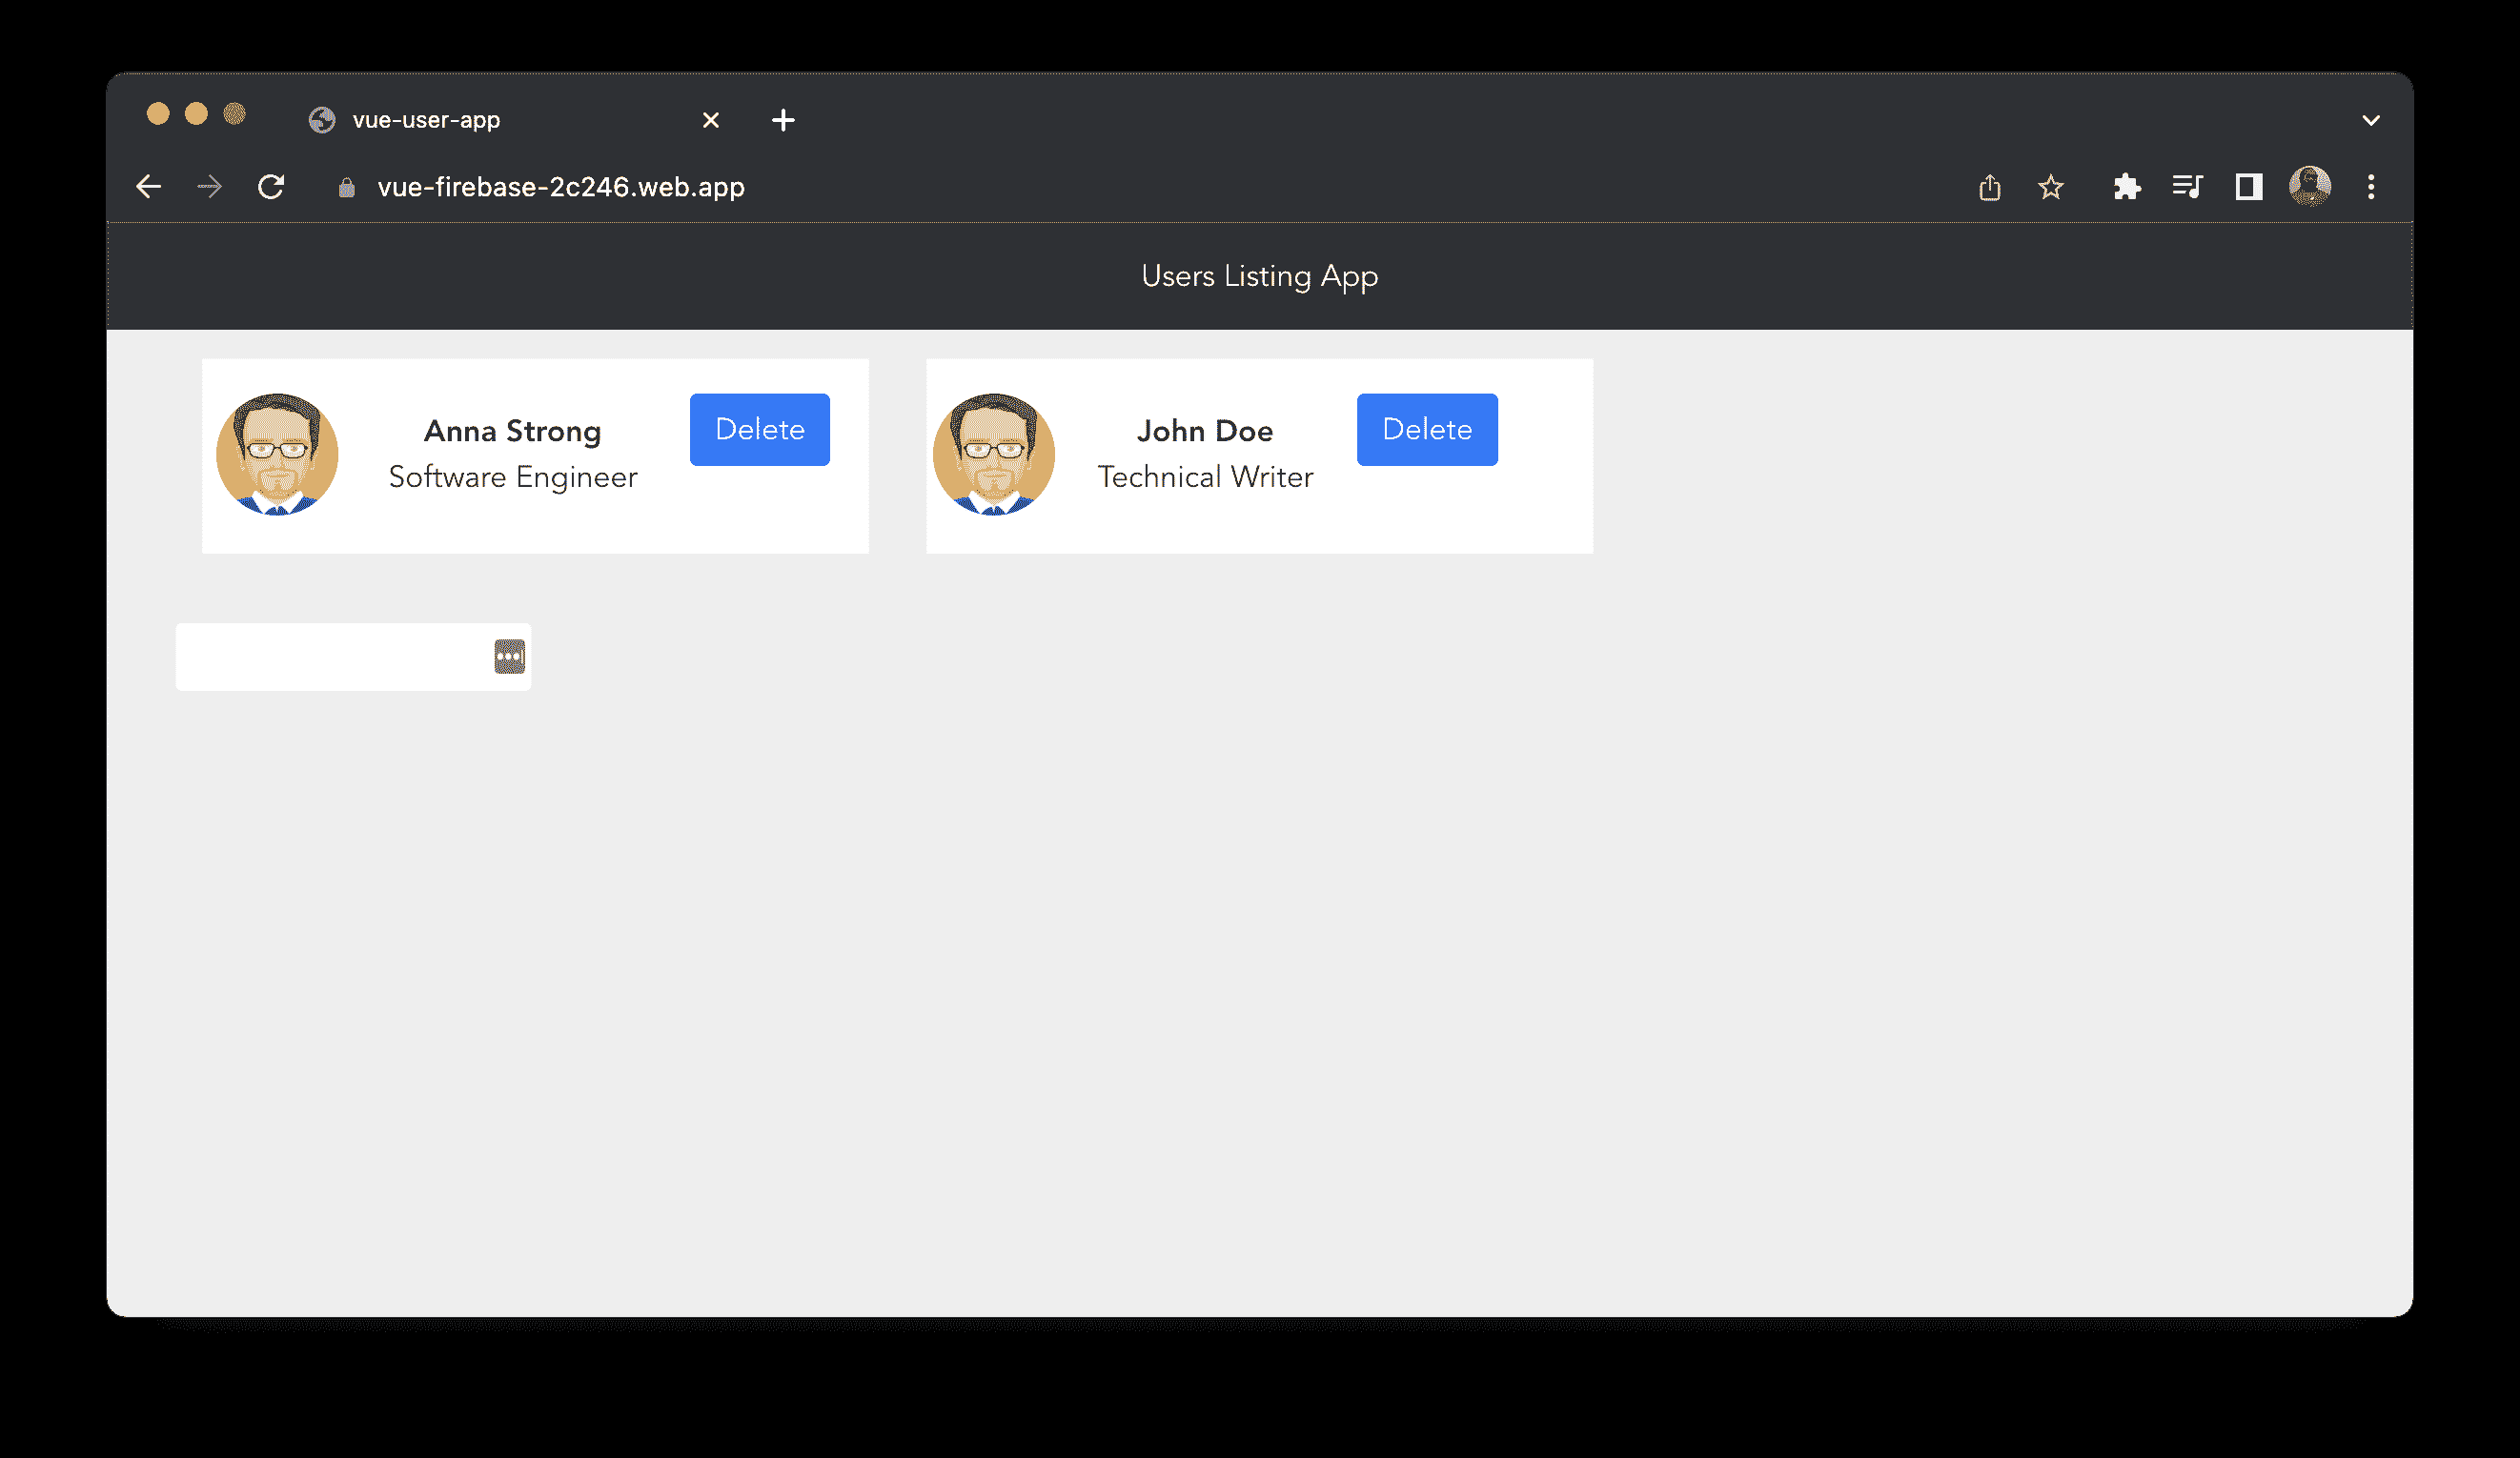 vue-user-app
vue-firebase-2c246.web.app
Users Listing App
Anna Strong
Software Engineer
Delete
John Doe
Technical Writer
Delete